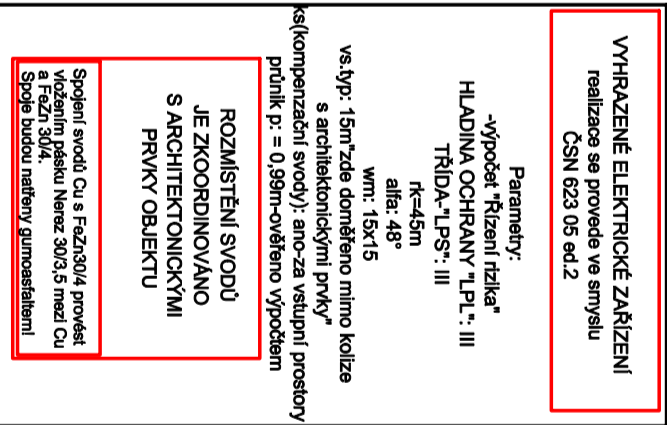 VYHRAZENÉ ELEKTRICKÉ ZAŘÍZENÍ
realizace se provede ve smyslu
ČSN 623 05 ed.2
Parametry:
-výpočet "Řízení rizika"
HLADINA OCHRANY "LPL": III
TŘÍDA-"LPS": III
rk=45m
alfa: 48°
wm: 15x15
vs.typ: 15m"zde doměřeno mimo kolize
s architektonickými prvky"
ks(kompenzační svody): ano-za vstupní prostory
průnik p: = 0,99m-ověřeno výpočtem
ROZMÍSTĚNÍ SVODŮ
JE ZKOORDINOVÁNO
S ARCHITEKTONICKÝMI
PRVKY OBJEKTU
Spojení svodů Cu s FeZn30/4 provést
vložením pásku Nerez 30/3,5 mezi Cu
a FeZn 30/4.
Spoje budou natřeny gumoasfaltem!